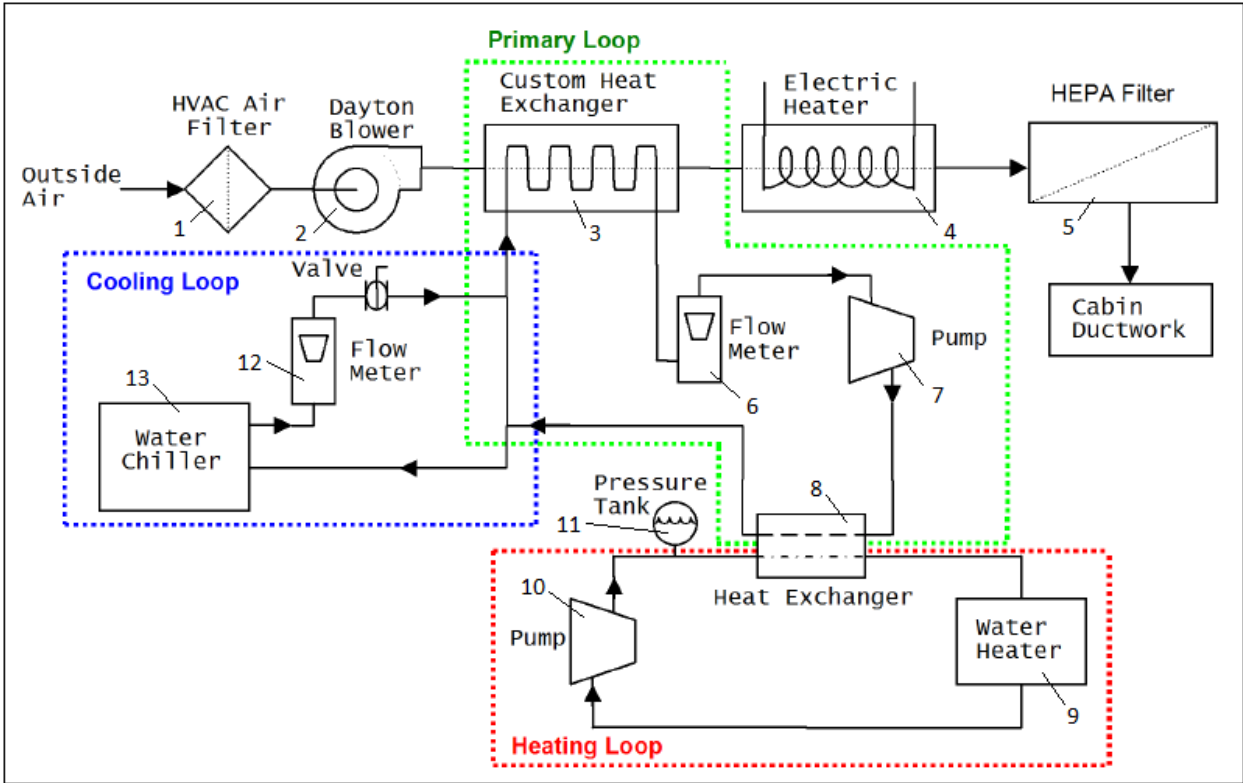 Primary Loop
HVAC Air
Filter
Dayton
Blower
Custom Heat
Exchanger
Electric
Heater
HEPA Filter
Outside
Air
1
2
3
4
5
Cooling Loop
Valve
12
Flow
Meter
13
Water
Chiller
Flow
Meter
6
Pump
7
Cabin
Ductwork
Pressure
Tank
11
8
Heat Exchanger
10
Pump
Water
Heater
9
Heating Loop